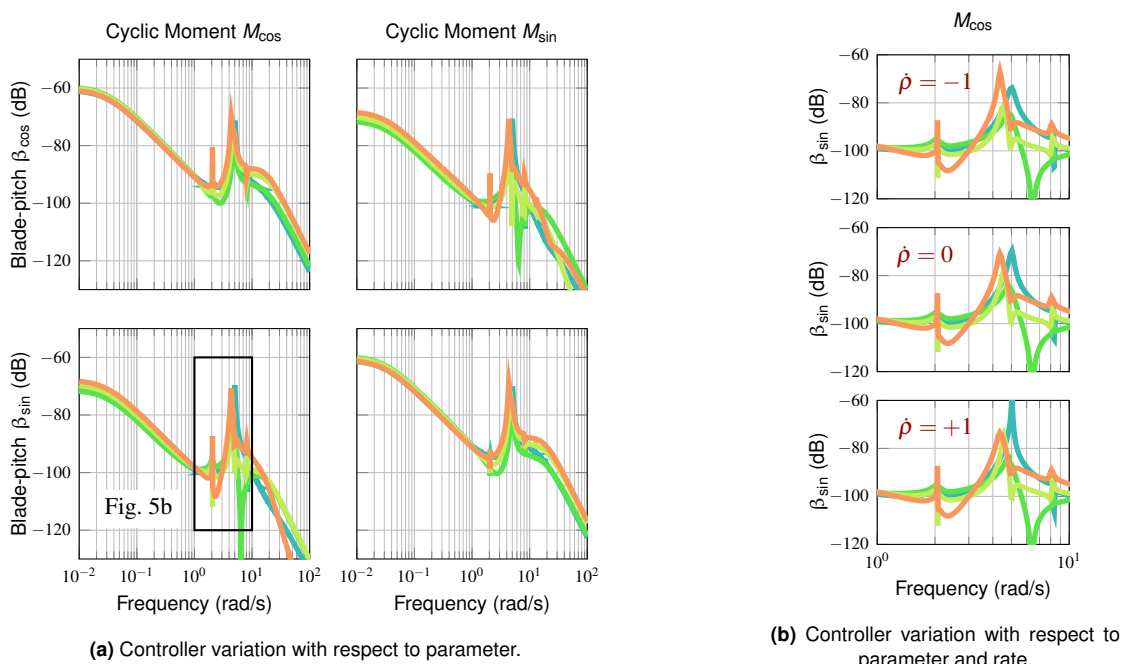 Cyclic Moment M_cos
Cyclic Moment M_sin
Blade-pitch β_cos (dB)
−60
−80
−100
−120
Blade-pitch β_sin (dB)
−60
−80
−100
−120
Fig. 5b
10^−2 10^−1 10^0 10^1 10^2
10^−2 10^−1 10^0 10^1 10^2
Frequency (rad/s)
Frequency (rad/s)
(a) Controller variation with respect to parameter.
M_cos
β_sin (dB)
−60
−80
−100
−120
ρ̇ = −1
β_sin (dB)
−60
−80
−100
−120
ρ̇ = 0
β_sin (dB)
−60
−80
−100
−120
ρ̇ = +1
10^0 10^1
Frequency (rad/s)
(b) Controller variation with respect to
parameter and rate